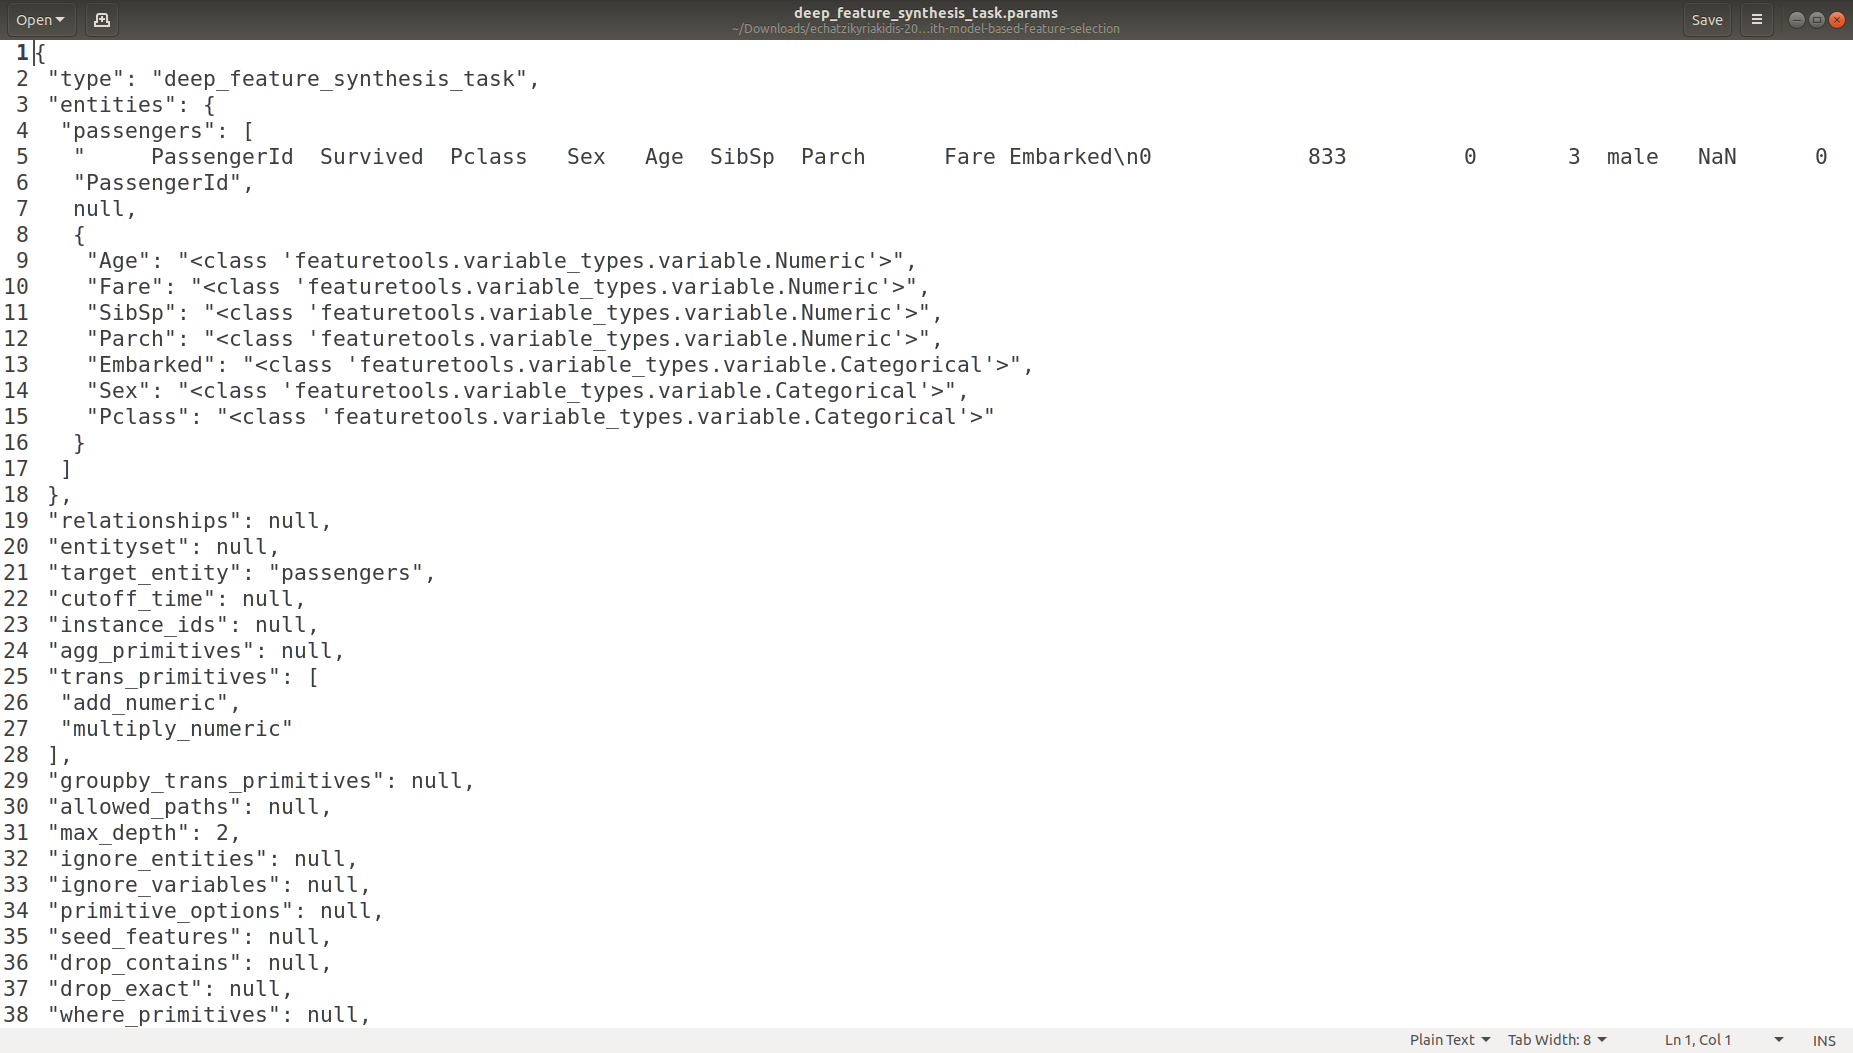 Open
deep_feature_synthesis_task.params
~/Downloads/echatzikyriakidis-20...ith-model-based-feature-selection
Save
1 {
2  "type": "deep_feature_synthesis_task",
3  "entities": {
4   "passengers": [
5    "     PassengerId  Survived  Pclass   Sex   Age  SibSp  Parch      Fare Embarked\n0            833         0       3  male   NaN      0
6    "PassengerId",
7    null,
8    {
9     "Age": "<class 'featuretools.variable_types.variable.Numeric'>",
10     "Fare": "<class 'featuretools.variable_types.variable.Numeric'>",
11     "SibSp": "<class 'featuretools.variable_types.variable.Numeric'>",
12     "Parch": "<class 'featuretools.variable_types.variable.Numeric'>",
13     "Embarked": "<class 'featuretools.variable_types.variable.Categorical'>",
14     "Sex": "<class 'featuretools.variable_types.variable.Categorical'>",
15     "Pclass": "<class 'featuretools.variable_types.variable.Categorical'>"
16    }
17   ]
18  },
19  "relationships": null,
20  "entityset": null,
21  "target_entity": "passengers",
22  "cutoff_time": null,
23  "instance_ids": null,
24  "agg_primitives": null,
25  "trans_primitives": [
26   "add_numeric",
27   "multiply_numeric"
28  ],
29  "groupby_trans_primitives": null,
30  "allowed_paths": null,
31  "max_depth": 2,
32  "ignore_entities": null,
33  "ignore_variables": null,
34  "primitive_options": null,
35  "seed_features": null,
36  "drop_contains": null,
37  "drop_exact": null,
38  "where_primitives": null,
Plain Text Tab Width: 8 Ln 1, Col 1 INS